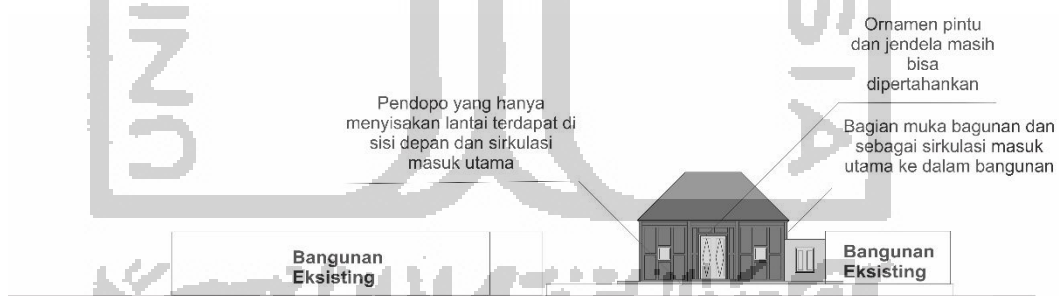 Ornamen pintu
dan jendela masih
bisa
dipertahankan
Pendopo yang hanya
menyisakan lantai terdapat di
sisi depan dan sirkulasi
masuk utama
Bagian muka bagunan dan
sebagai sirkulasi masuk
utama ke dalam bangunan
Bangunan
Eksisting
Bangunan
Eksisting